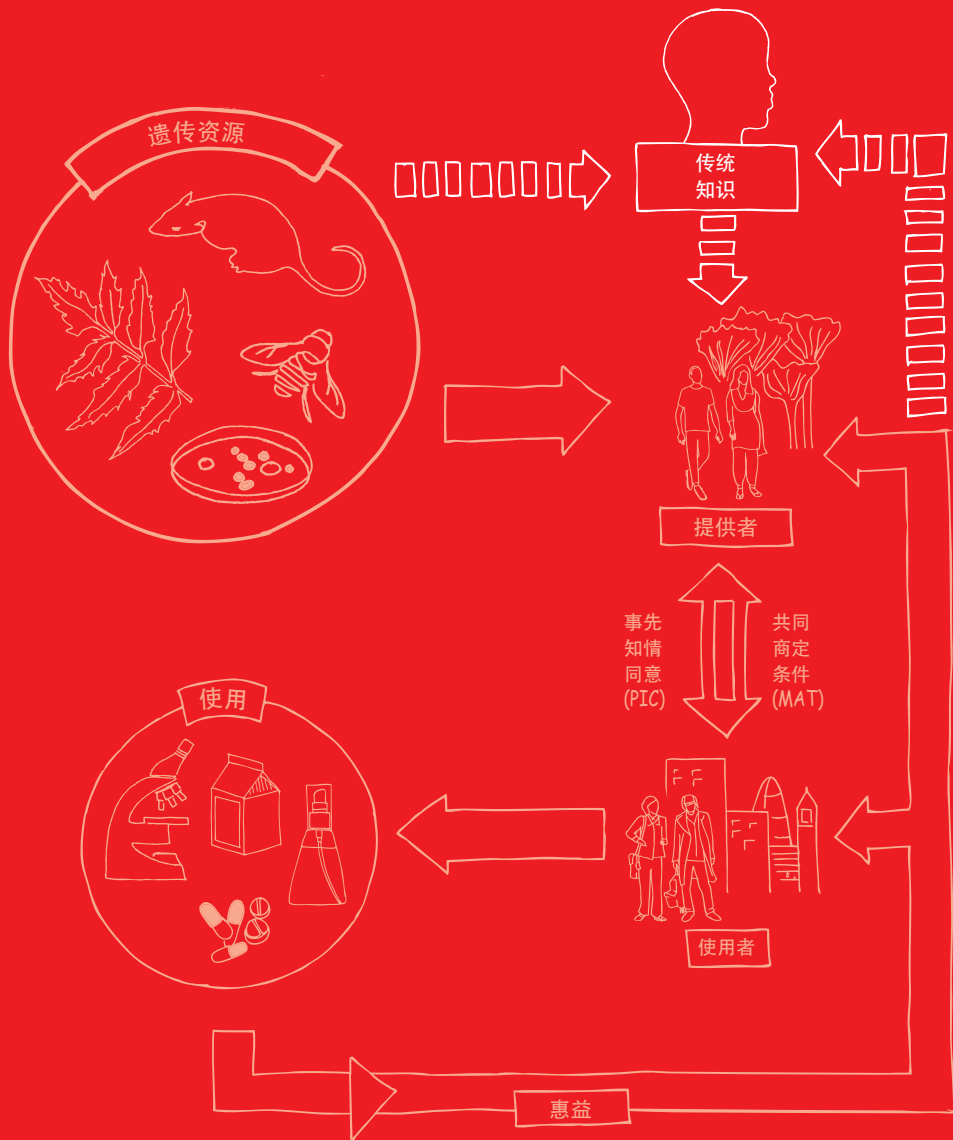 遗传资源
传统
知识
提供者
事先
知情
同意
(PIC)
共同
商定
条件
(MAT)
使用
使用者
惠益